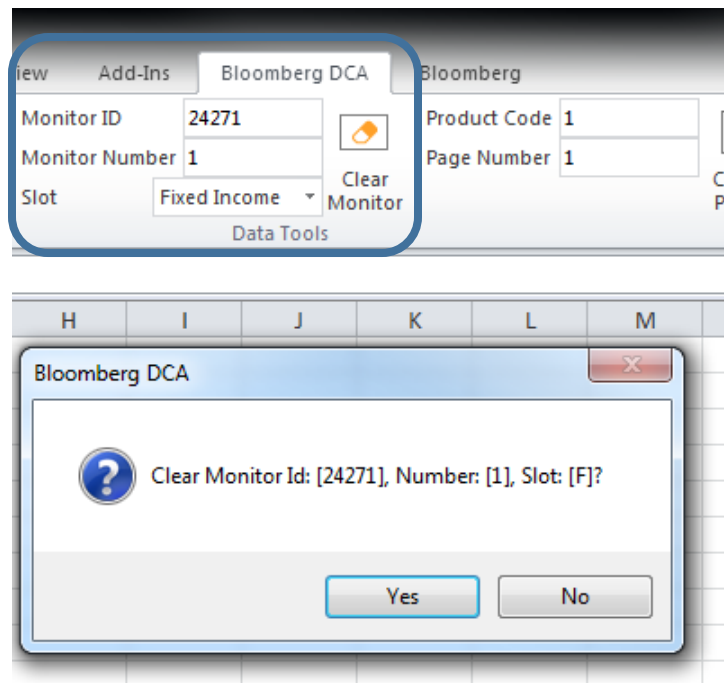 iew Add-Ins Bloomberg DCA Bloomberg
Monitor ID 24271 Product Code 1
Monitor Number 1 Page Number 1
Slot Fixed Income
Clear
Monitor
C
P
Data Tools
H I J K L M
Bloomberg DCA
Clear Monitor Id: [24271], Number: [1], Slot: [F]?
Yes No